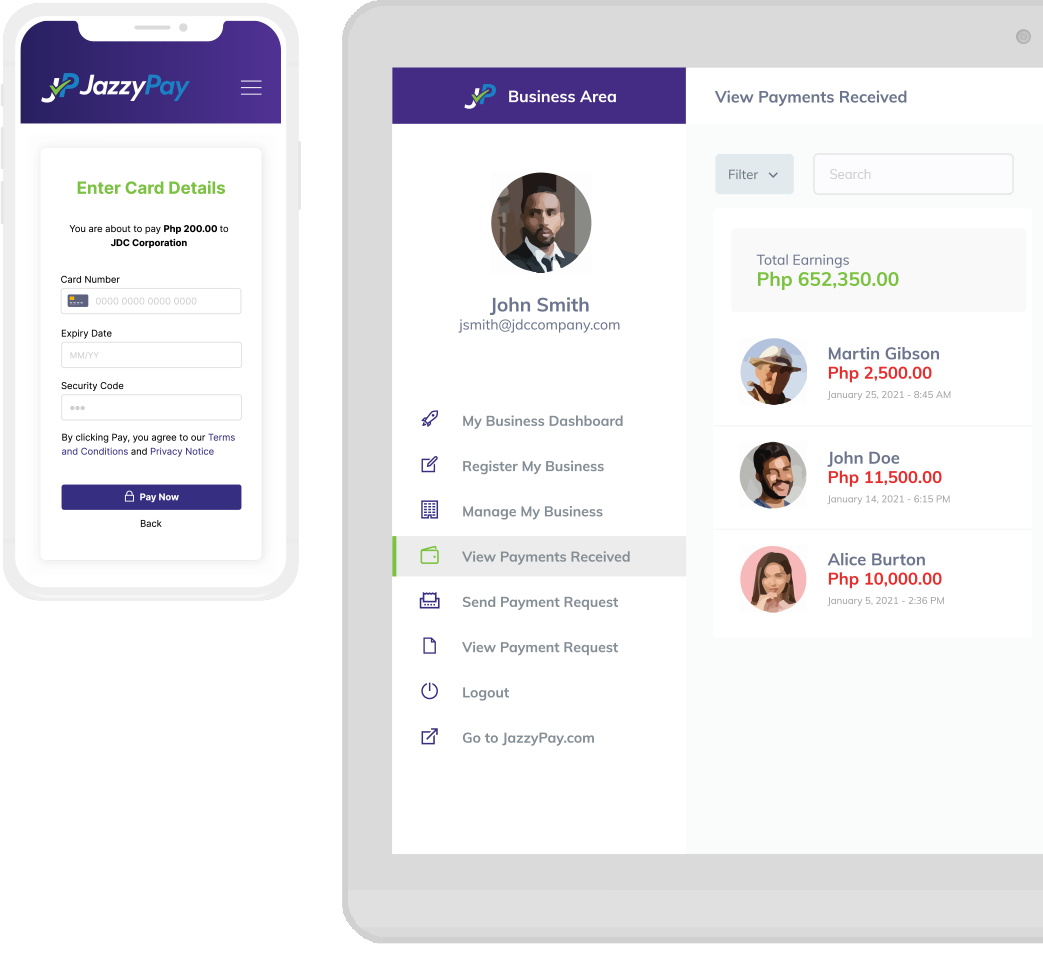 JazzyPay
Enter Card Details
You are about to pay Php 200.00 to
JDC Corporation
Card Number
0000 0000 0000 0000
Expiry Date
MM/YY
Security Code
By clicking Pay, you agree to our Terms
and Conditions and Privacy Notice
Pay Now
Back
Business Area
John Smith
jsmith@jdccompany.com
My Business Dashboard
Register My Business
Manage My Business
View Payments Received
Send Payment Request
View Payment Request
Logout
Go to JazzyPay.com
View Payments Received
Filter
Search
Total Earnings
Php 652,350.00
Martin Gibson
Php 2,500.00
January 25, 2021 - 8:45 AM
John Doe
Php 11,500.00
January 14, 2021 - 6:15 PM
Alice Burton
Php 10,000.00
January 5, 2021 - 2:36 PM